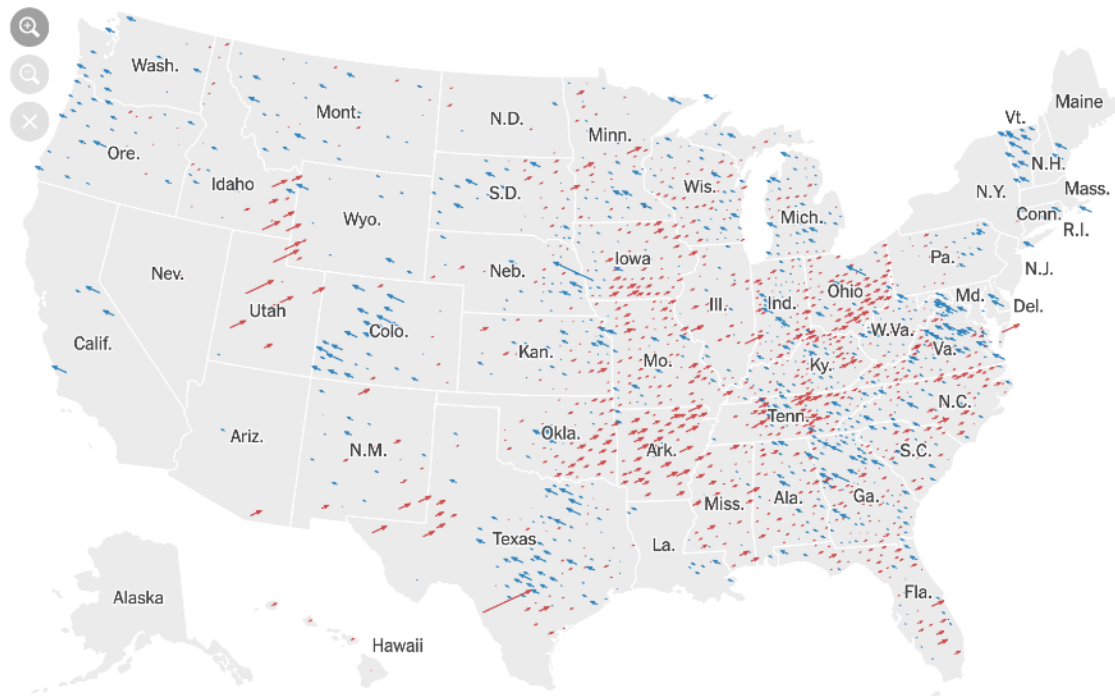 Wash.
Mont.
N.D.
Minn.
Vt.
Maine
Ore.
Idaho
S.D.
Wis.
Mich.
N.H.
N.Y.
Mass.
Conn.
R.I.
Wyo.
Nev.
Neb.
Iowa
Pa.
N.J.
Utah
Colo.
Ill.
Ind.
Ohio
Md.
Del.
Calif.
Kan.
Mo.
Ky.
W.Va.
Va.
Ariz.
N.M.
Okla.
Ark.
Tenn.
N.C.
S.C.
Texas
La.
Miss.
Ala.
Ga.
Alaska
Hawaii
Fla.